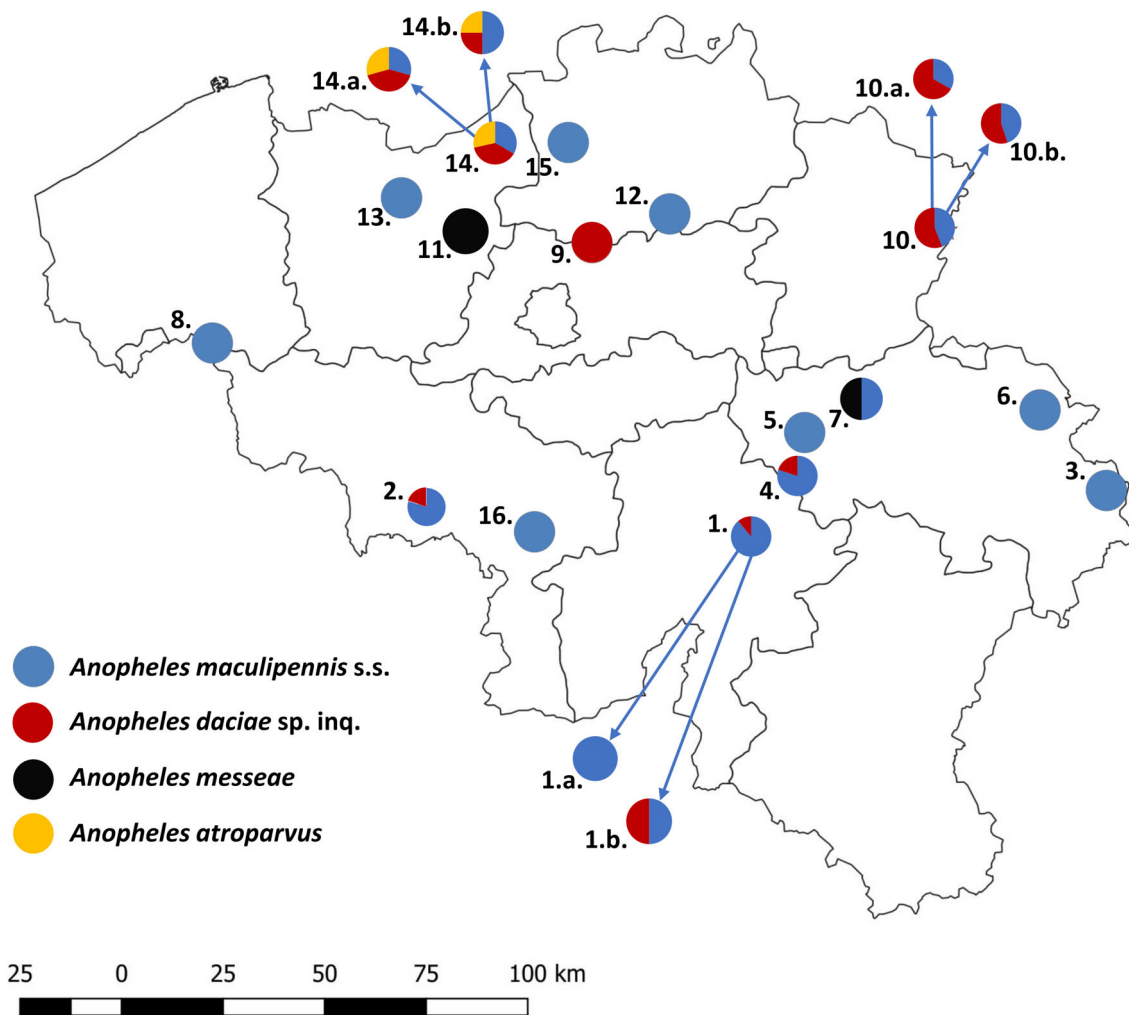 14.b.
14.a.
10.a.
10.b.
14.
15.
13.
12.
11.
9.
10.
8.
7.
6.
5.
4.
3.
2.
16.
1.
1.a.
1.b.
Anopheles maculipennis s.s.
Anopheles daciae sp. inq.
Anopheles messeae
Anopheles atroparvus
25 0 25 50 75 100 km